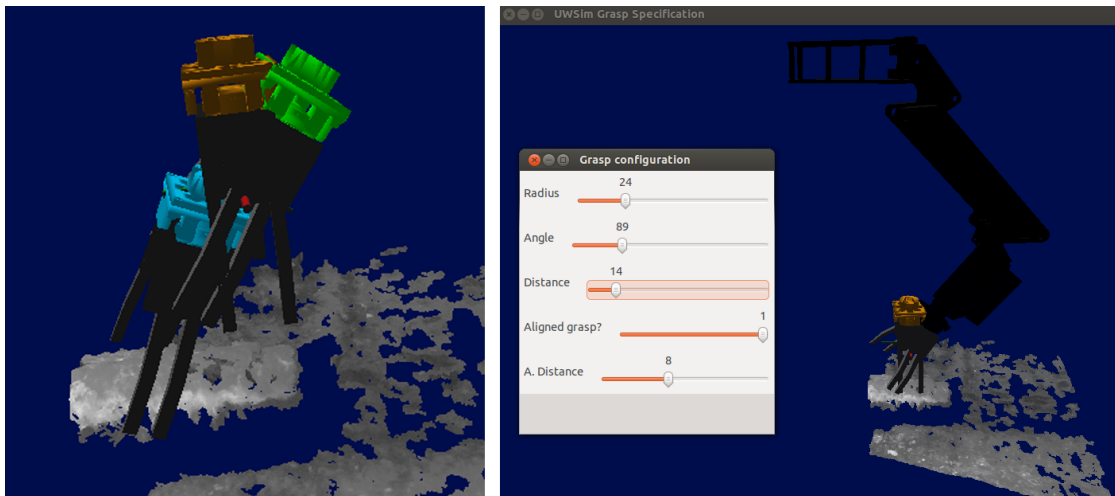 UWSim Grasp Specification
Grasp configuration
24
Radius
89
Angle
14
Distance
1
Aligned grasp?
8
A. Distance